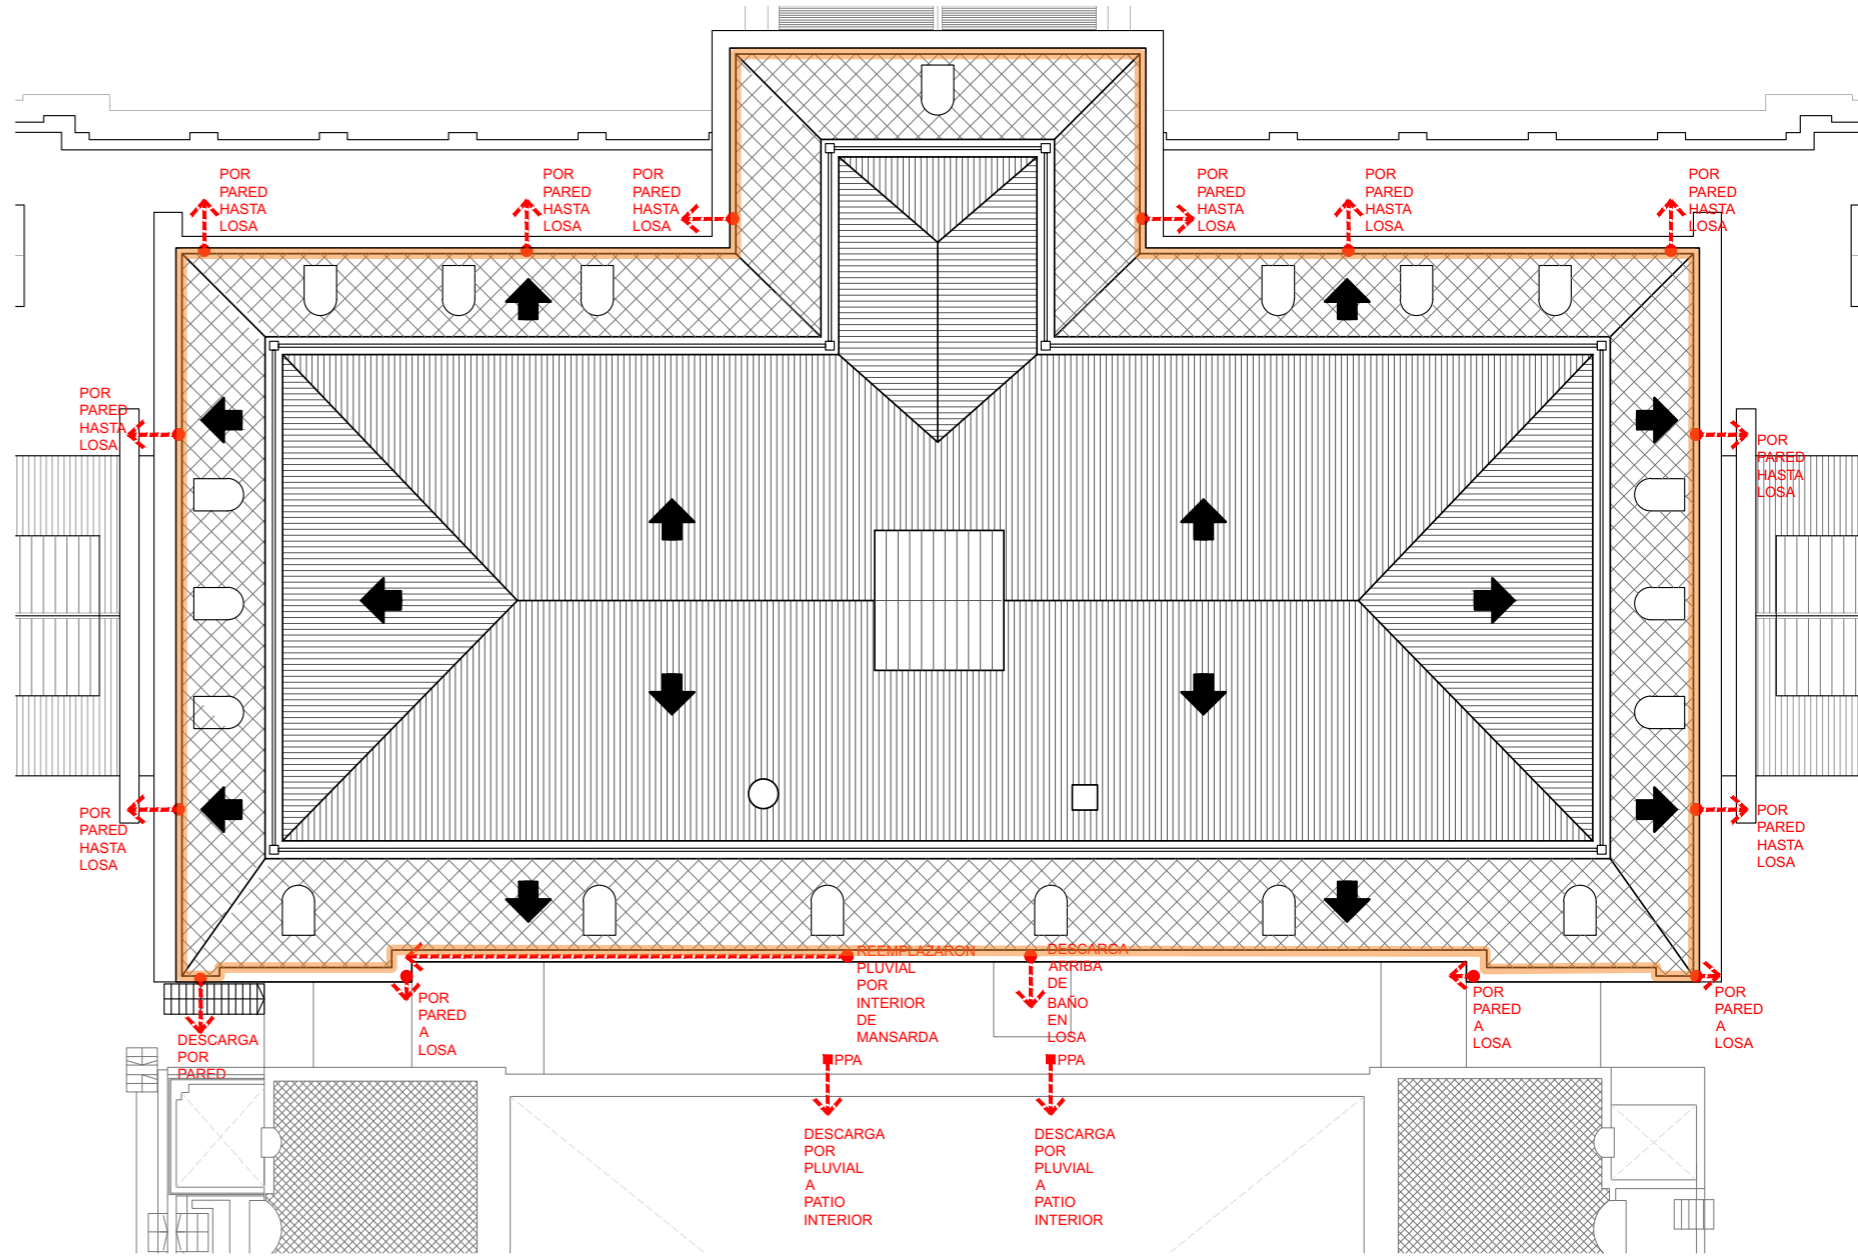 POR
PARED
HASTA
LOSA
POR
PARED
HASTA
LOSA
POR
PARED
HASTA
LOSA
POR
PARED
HASTA
LOSA
POR
PARED
HASTA
LOSA
POR
PARED
HASTA
LOSA
POR
PARED
HASTA
LOSA
POR
PARED
HASTA
LOSA
POR
PARED
HASTA
LOSA
POR
PARED
HASTA
LOSA
DESCARGA
POR
PARED
POR
PARED
A
LOSA
REEMPLAZARON
PLUVIAL
POR
INTERIOR
DE
MANSARDA
DESCARGA
ARRIBA
DE
BAÑO
EN
LOSA
POR
PARED
A
LOSA
POR
PARED
A
LOSA
PPA
PPA
DESCARGA
POR
PLUVIAL
A
PATIO
INTERIOR
DESCARGA
POR
PLUVIAL
A
PATIO
INTERIOR